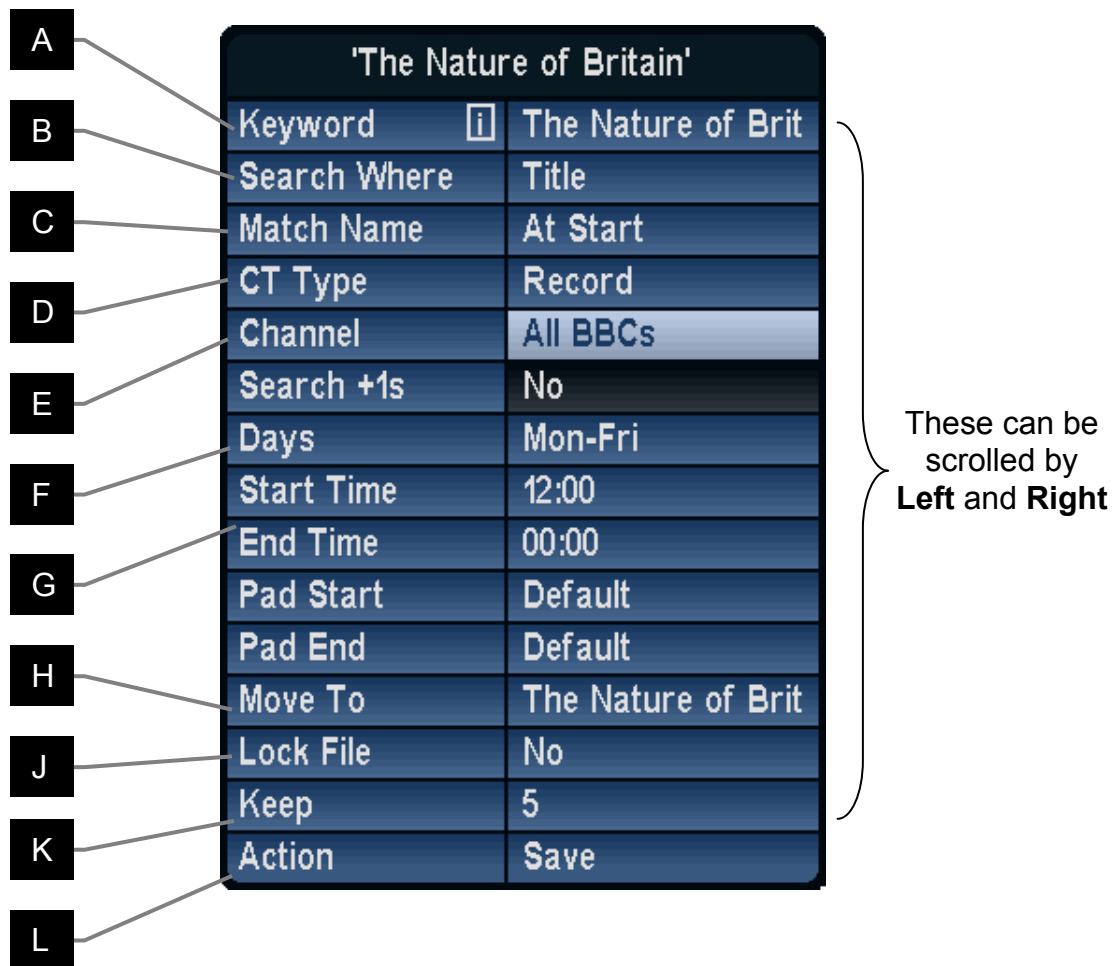 'The Nature of Britain'
A
Keyword i The Nature of Brit
B
Search Where Title
C
Match Name At Start
D
CT Type Record
E
Channel All BBCs
Search +1s No
F
Days Mon-Fri
Start Time 12:00
G
End Time 00:00
Pad Start Default
Pad End Default
H
Move To The Nature of Brit
J
Lock File No
K
Keep 5
L
Action Save
These can be
scrolled by
Left and Right